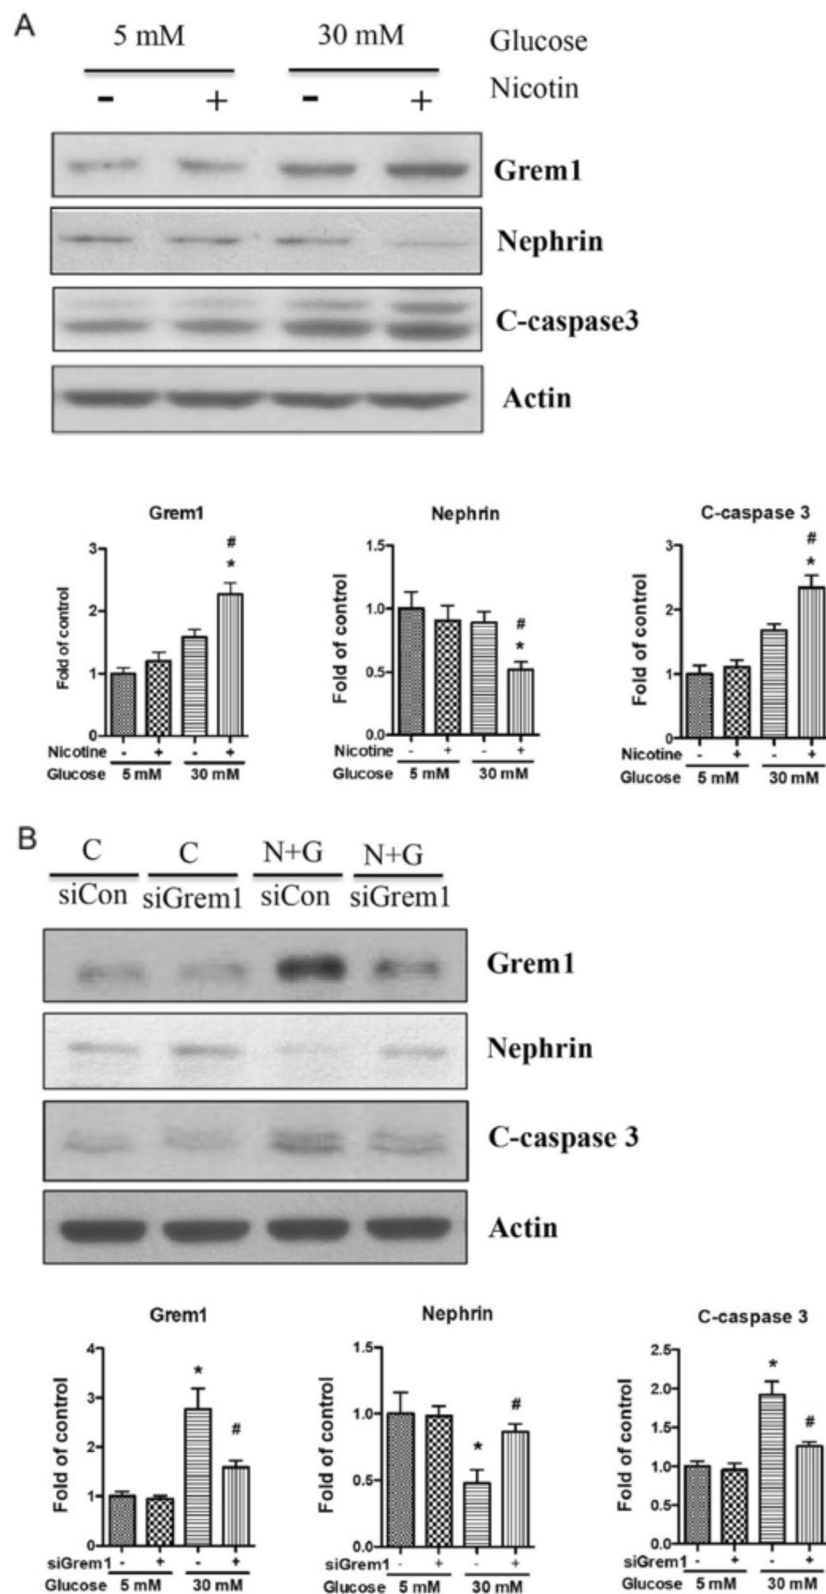 A
5 mM 30 mM Glucose
- + - + Nicotin
Grem1
Nephrin
C-caspase3
Actin
Grem1
Fold of control
3
2
1
0
#
*
Nicotine - + - +
Glucose 5 mM 30 mM
Nephrin
Fold of control
1.5
1.0
0.5
0.0
#
*
Nicotine - + - +
Glucose 5 mM 30 mM
C-caspase 3
Fold of control
3
2
1
0
#
*
Nicotine - + - +
Glucose 5 mM 30 mM
B
C C N+G N+G
siCon siGrem1 siCon siGrem1
Grem1
Nephrin
C-caspase 3
Actin
Grem1
Fold of control
4
3
2
1
0
*
#
siGrem1 - + - +
Glucose 5 mM 30 mM
Nephrin
Fold of control
1.5
1.0
0.5
0.0
*
#
siGrem1 - + - +
Glucose 5 mM 30 mM
C-caspase 3
Fold of control
2.5
2.0
1.5
1.0
0.5
0.0
*
#
siGrem1 - + - +
Glucose 5 mM 30 mM